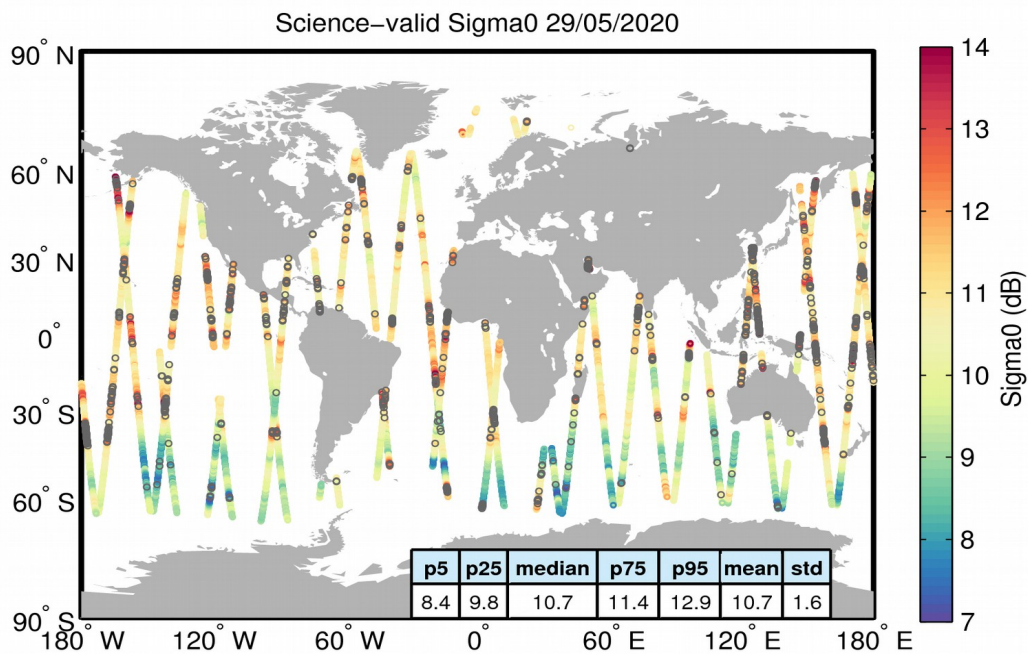 Science−valid Sigma0 29/05/2020
90° N
60° N
30° N
0°
30° S
60° S
90° S
180° W
120° W
60° W
0°
60° E
120° E
180° E
14
13
12
11
10
9
8
7
Sigma0 (dB)
p5 p25 median p75 p95 mean std
8.4 9.8 10.7 11.4 12.9 10.7 1.6